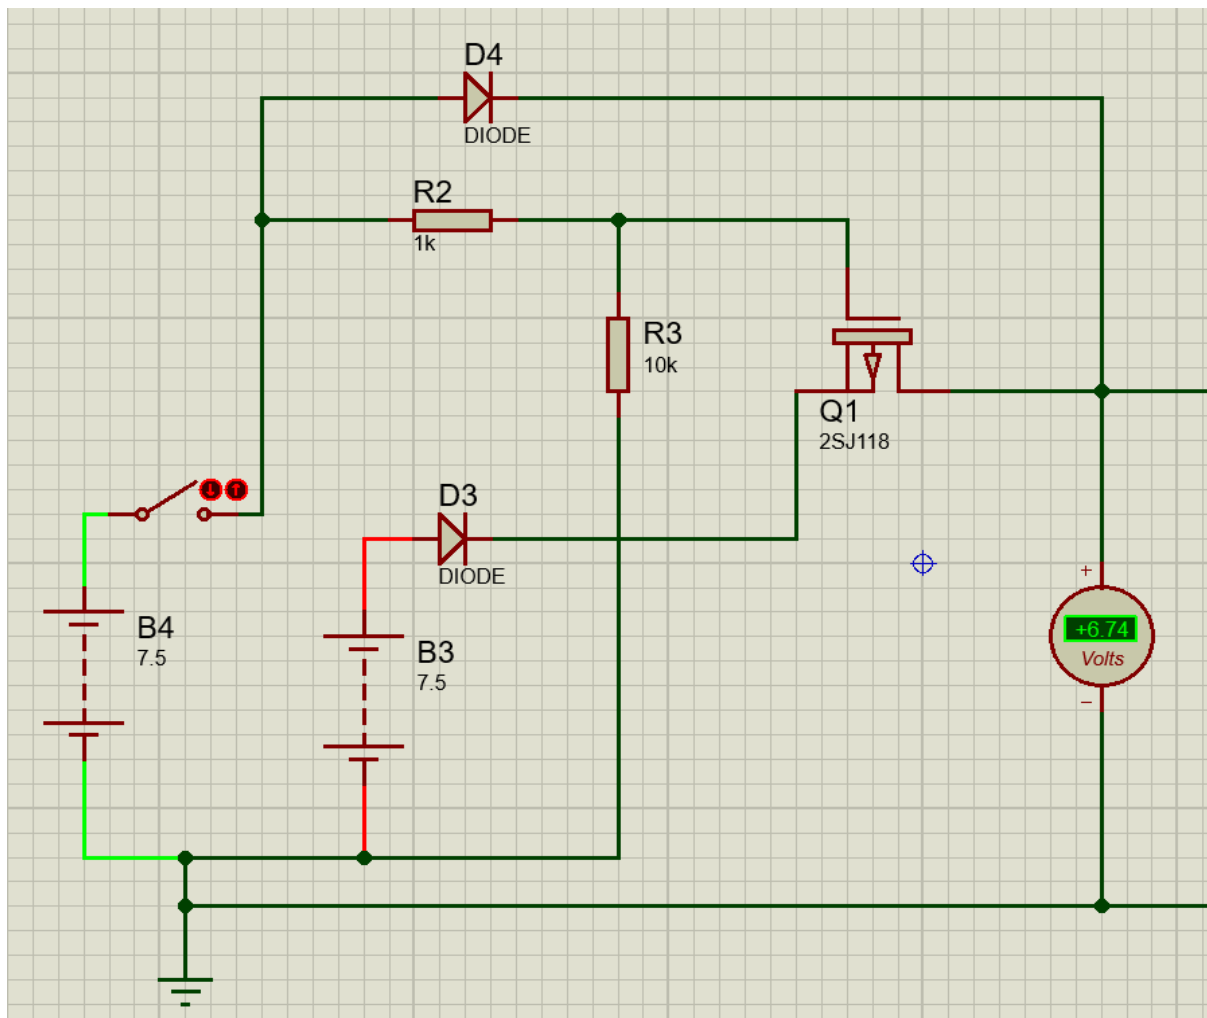 D4
DIODE
R2
1k
R3
10k
Q1
2SJ118
D3
DIODE
B4
7.5
B3
7.5
+
+6.74
Volts
−